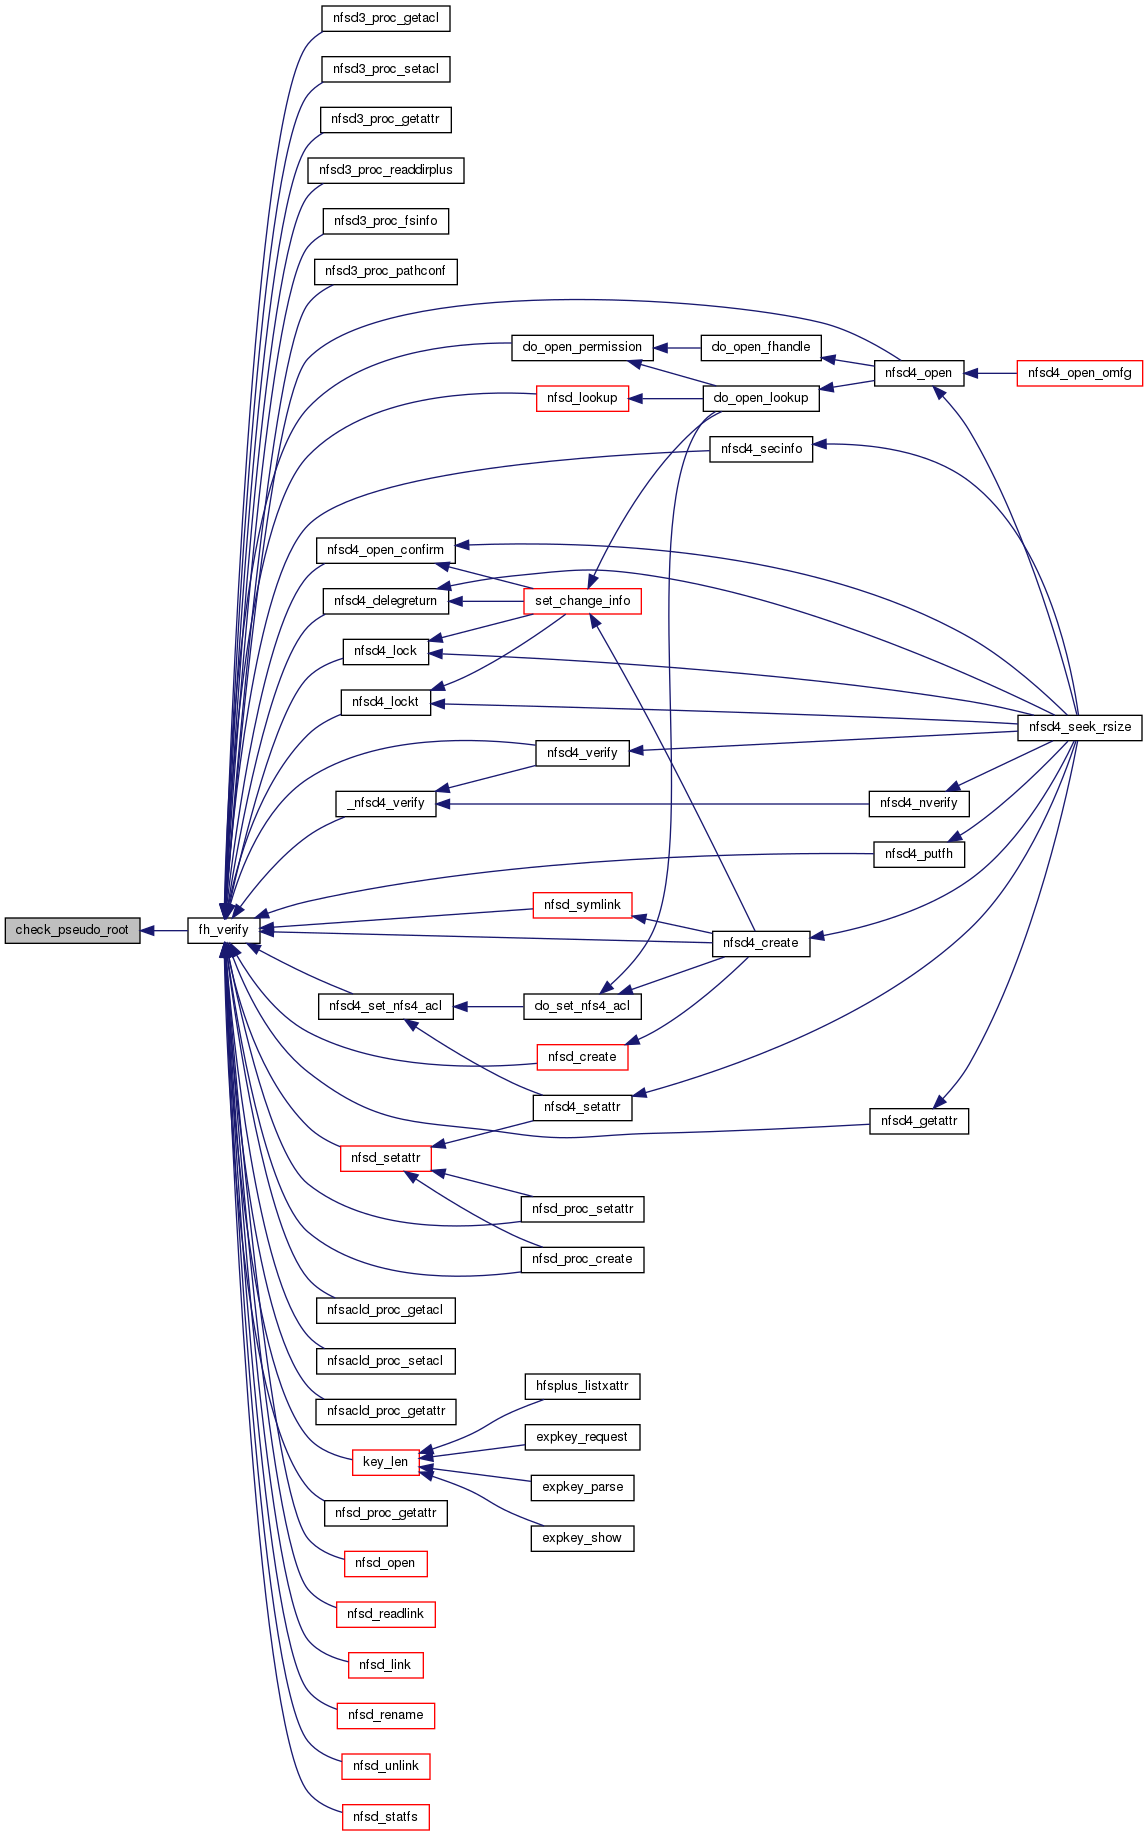 nfsd3_proc_getacl
nfsd3_proc_setacl
nfsd3_proc_getattr
nfsd3_proc_readdirplus
nfsd3_proc_fsinfo
nfsd3_proc_pathconf
do_open_permission
do_open_fhandle
nfsd4_open
nfsd4_open_omfg
nfsd_lookup
do_open_lookup
nfsd4_secinfo
nfsd4_open_confirm
nfsd4_delegreturn
set_change_info
nfsd4_lock
nfsd4_lockt
nfsd4_seek_rsize
nfsd4_verify
_nfsd4_verify
nfsd4_nverify
nfsd4_putfh
check_pseudo_root
fh_verify
nfsd_symlink
nfsd4_create
nfsd4_set_nfs4_acl
do_set_nfs4_acl
nfsd_create
nfsd4_setattr
nfsd4_getattr
nfsd_setattr
nfsd_proc_setattr
nfsd_proc_create
nfsacld_proc_getacl
nfsacld_proc_setacl
nfsacld_proc_getattr
hfsplus_listxattr
expkey_request
key_len
expkey_parse
nfsd_proc_getattr
expkey_show
nfsd_open
nfsd_readlink
nfsd_link
nfsd_rename
nfsd_unlink
nfsd_statfs